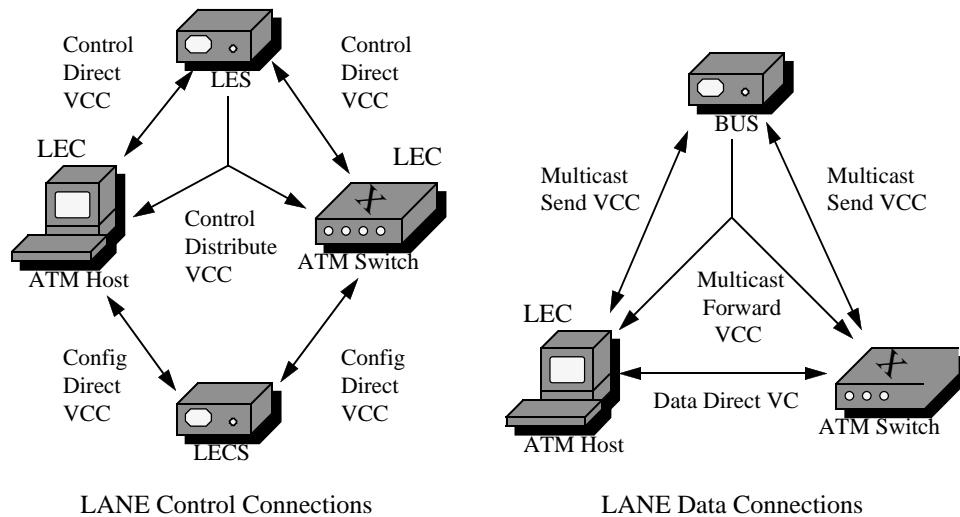 Control
Direct
VCC
LES
Control
Direct
VCC
LEC
LEC
Control
Distribute
VCC
ATM Host
ATM Switch
Config
Direct
VCC
Config
Direct
VCC
LECS
LANE Control Connections
BUS
Multicast
Send VCC
Multicast
Send VCC
Multicast
Forward
VCC
LEC
Data Direct VC
ATM Host
ATM Switch
LANE Data Connections